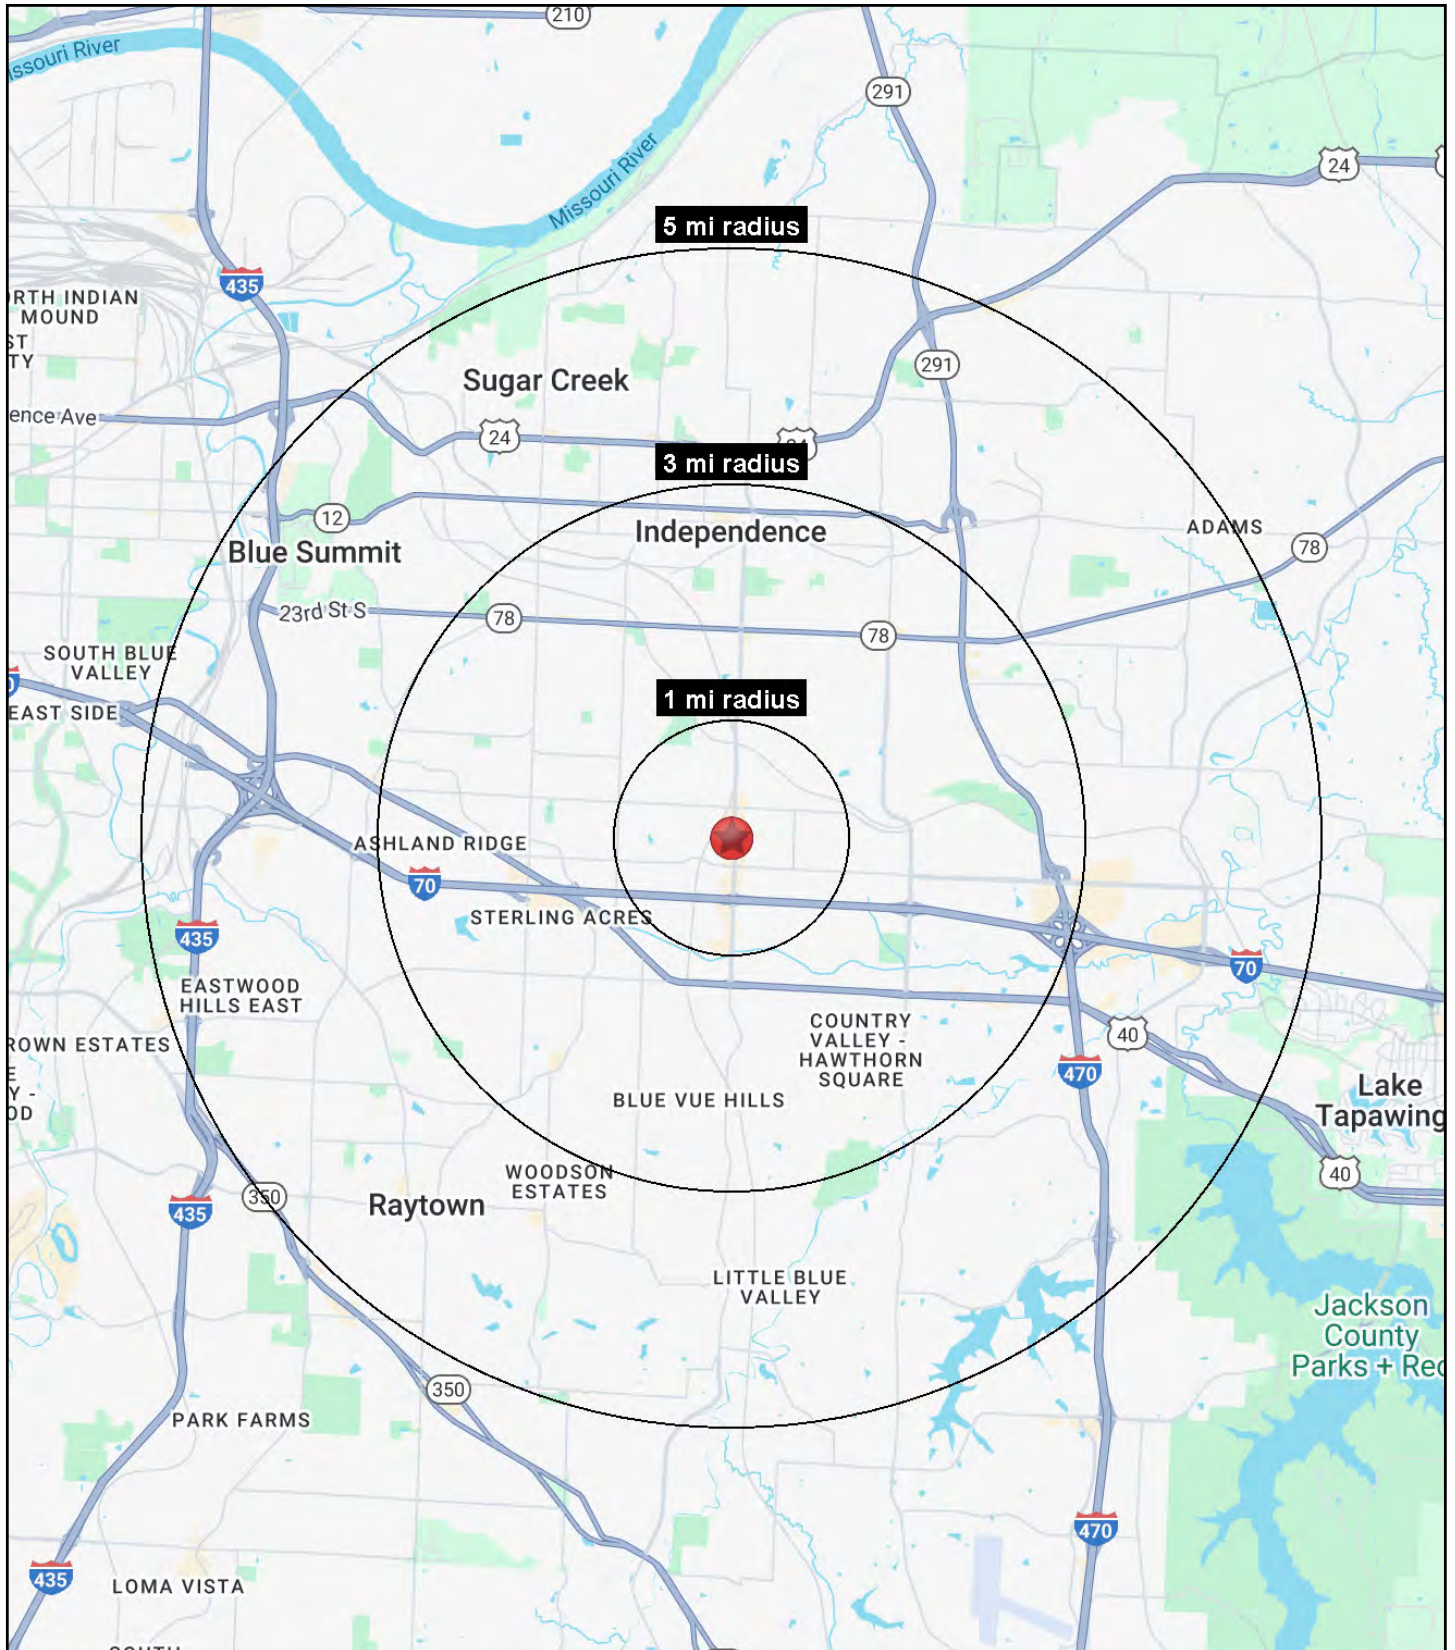 210
Missouri River
291
24
Missouri River
5 mi radius
435
ORTH INDIAN
MOUND
ST
TY
291
Sugar Creek
ence Ave
24
3 mi radius
12
Independence
ADAMS
78
Blue Summit
23rd St S
78
78
SOUTH BLUE
VALLEY
1 mi radius
EAST SIDE
ASHLAND RIDGE
70
STERLING ACRES
435
70
EASTWOOD
HILLS EAST
COUNTRY
VALLEY -
HAWTHORN
SQUARE
40
ROWN ESTATES
470
E
Y -
OD
Lake
Tapawing
BLUE VUE HILLS
WOODSON
ESTATES
40
350
Raytown
435
LITTLE BLUE
VALLEY
Jackson
County
Parks + Rec
350
PARK FARMS
470
435
LOMA VISTA